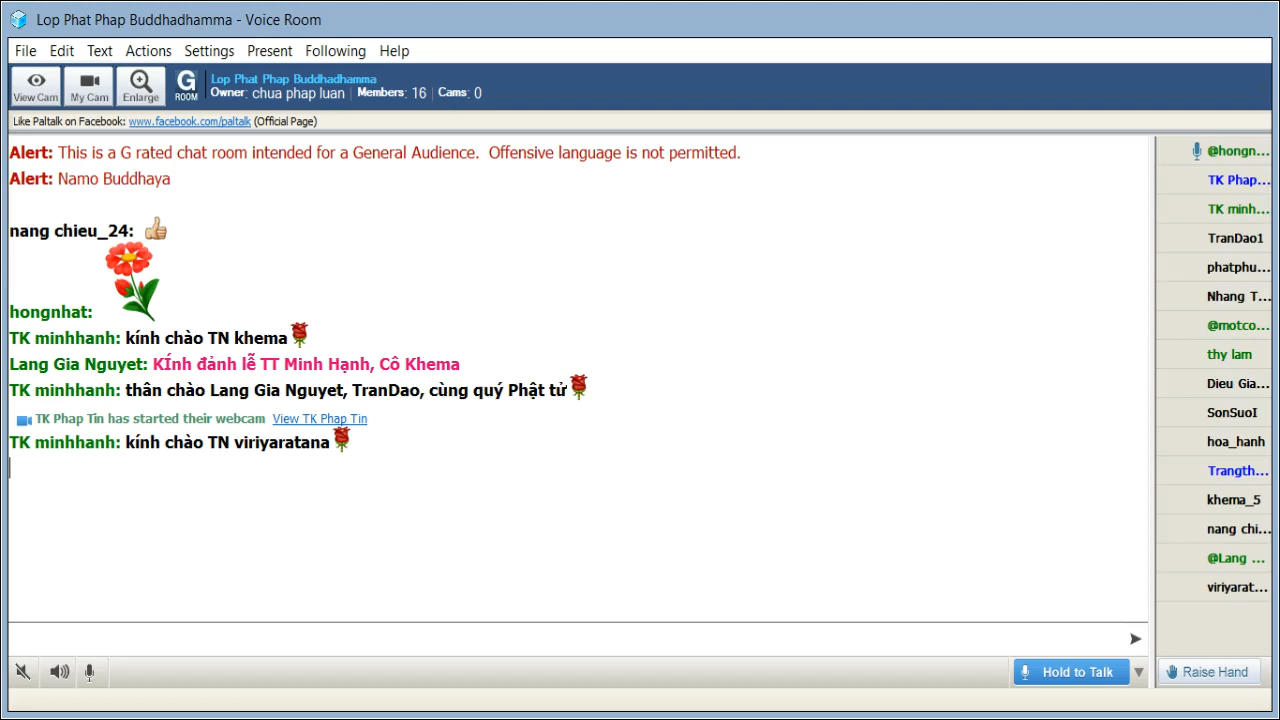 Lop Phat Phap Buddhadhamma - Voice Room
File Edit Text Actions Settings Present Following Help
View Cam My Cam Enlarge G ROOM
Lop Phat Phap Buddhadhamma
Owner: chua phap luan Members: 16 Cams: 0
Like Paltalk on Facebook: www.facebook.com/paltalk (Official Page)
Alert: This is a G rated chat room intended for a General Audience. Offensive language is not permitted.
Alert: Namo Buddhaya
nang chieu_24:
hongnhat:
TK minhhanh: kính chào TN khema
Lang Gia Nguyet: KÍnh đảnh lễ TT Minh Hạnh, Cô Khema
TK minhhanh: thân chào Lang Gia Nguyet, TranDao, cùng quý Phật tử
TK Phap Tin has started their webcam View TK Phap Tin
TK minhhanh: kính chào TN viriyaratana
@hongn...
TK Phap...
TK minh...
TranDao1
phatphu...
Nhang T...
@motco...
thy lam
Dieu Gia...
SonSuoI
hoa_hanh
Trangth...
khema_5
nang chi...
@Lang ...
viriyarat...
Hold to Talk
Raise Hand